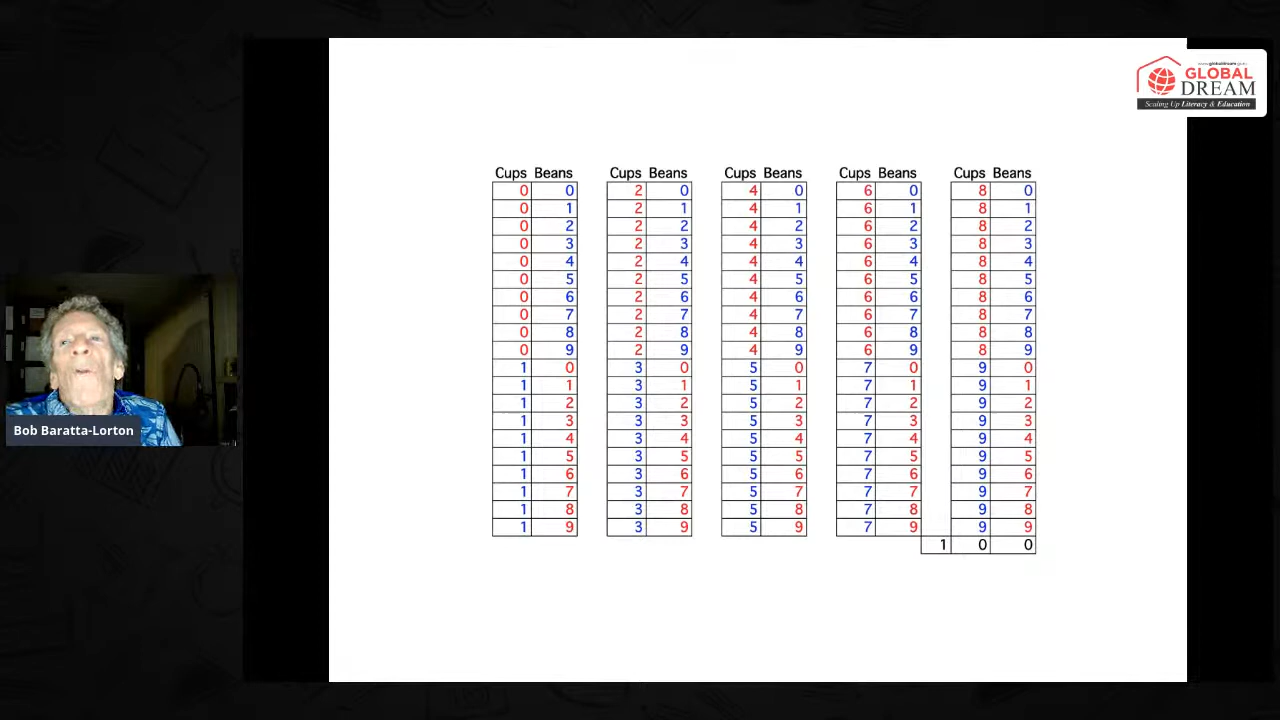 www.globaldream.guru
GLOBAL
DREAM
Scaling Up Literacy & Education
Cups Beans Cups Beans Cups Beans Cups Beans Cups Beans
0 0 2 0 4 0 6 0 8 0
0 1 2 1 4 1 6 1 8 1
0 2 2 2 4 2 6 2 8 2
0 3 2 3 4 3 6 3 8 3
0 4 2 4 4 4 6 4 8 4
0 5 2 5 4 5 6 5 8 5
0 6 2 6 4 6 6 6 8 6
0 7 2 7 4 7 6 7 8 7
0 8 2 8 4 8 6 8 8 8
0 9 2 9 4 9 6 9 8 9
1 0 3 0 5 0 7 0 9 0
1 1 3 1 5 1 7 1 9 1
1 2 3 2 5 2 7 2 9 2
1 3 3 3 5 3 7 3 9 3
1 4 3 4 5 4 7 4 9 4
1 5 3 5 5 5 7 5 9 5
1 6 3 6 5 6 7 6 9 6
1 7 3 7 5 7 7 7 9 7
1 8 3 8 5 8 7 8 9 8
1 9 3 9 5 9 7 9 9 9
1 0 0
Bob Baratta-Lorton